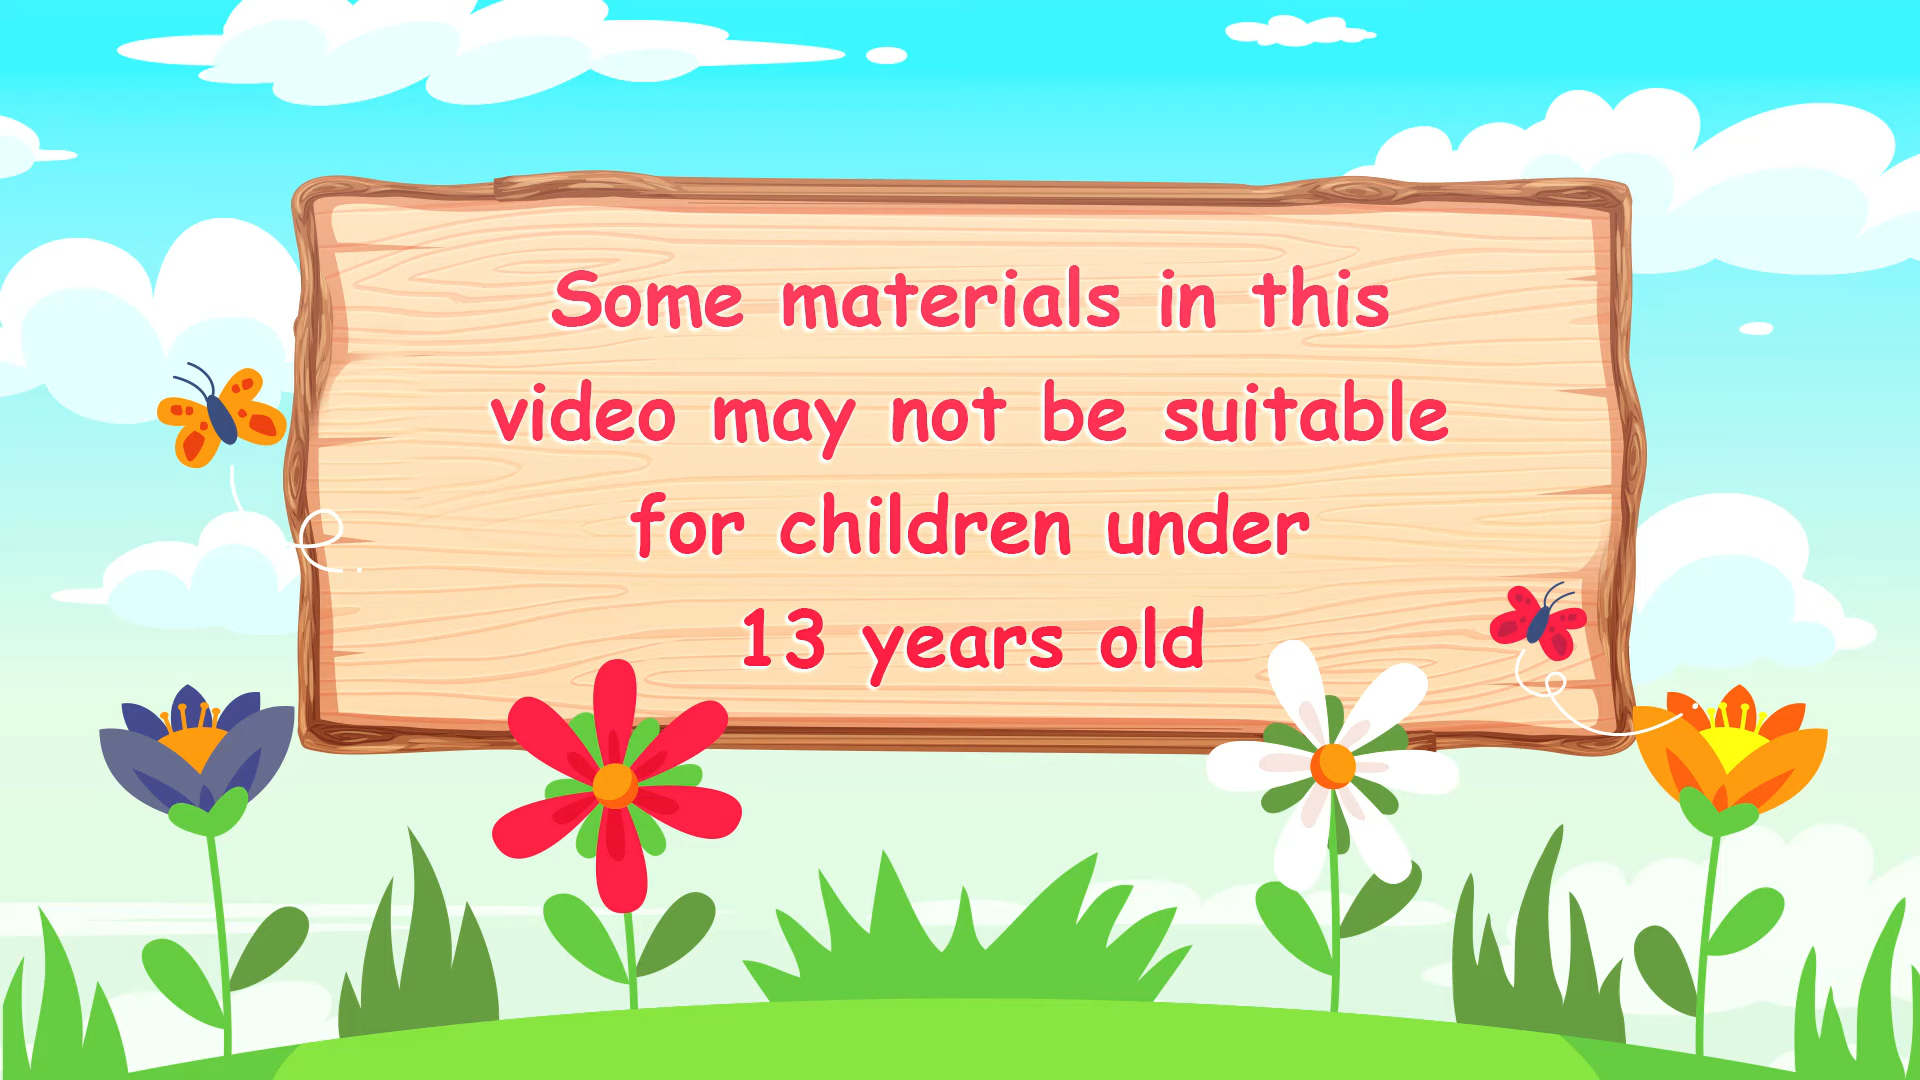 Some materials in this
video may not be suitable
for children under
13 years old